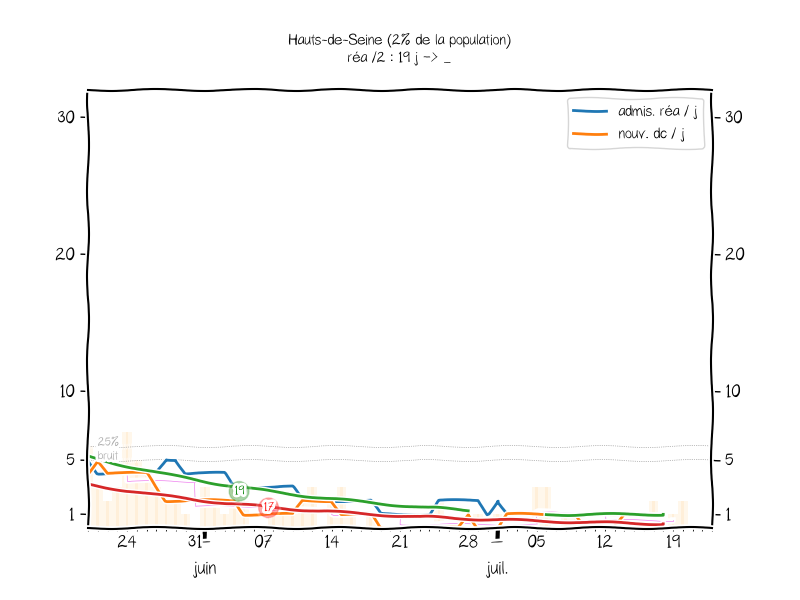 Hauts-de-Seine (2% de la population)
réa /2 : 19 j -> _
30
30
admis. réa / j
nouv. dc / j
20
20
10
10
25%
bruit
5
5
19
17
1
1
24 31 07 14 21 28 05 12 19
juin juil.